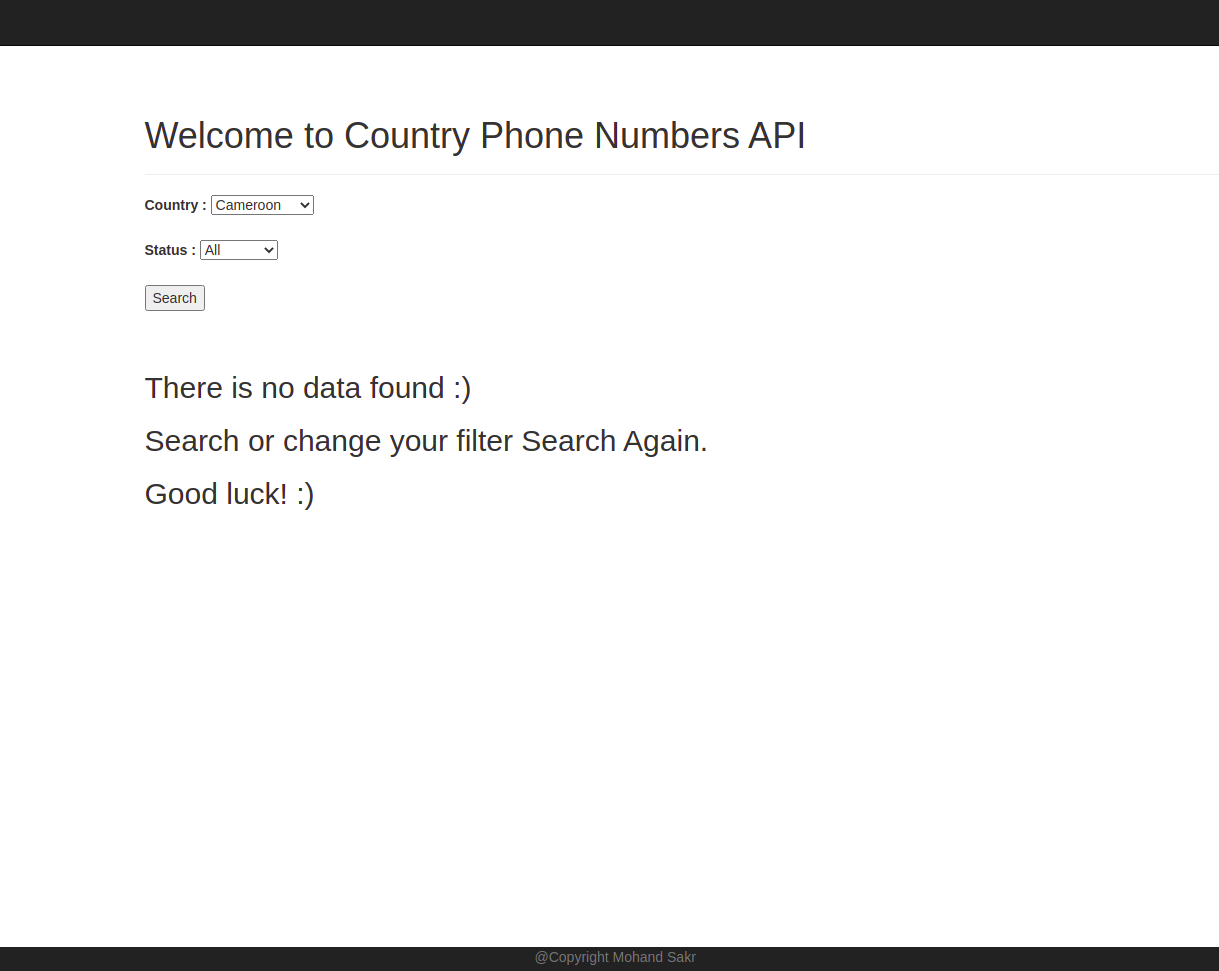 Welcome to Country Phone Numbers API
Country : Cameroon
Status : All
Search
There is no data found :)
Search or change your filter Search Again.
Good luck! :)
@Copyright Mohand Sakr